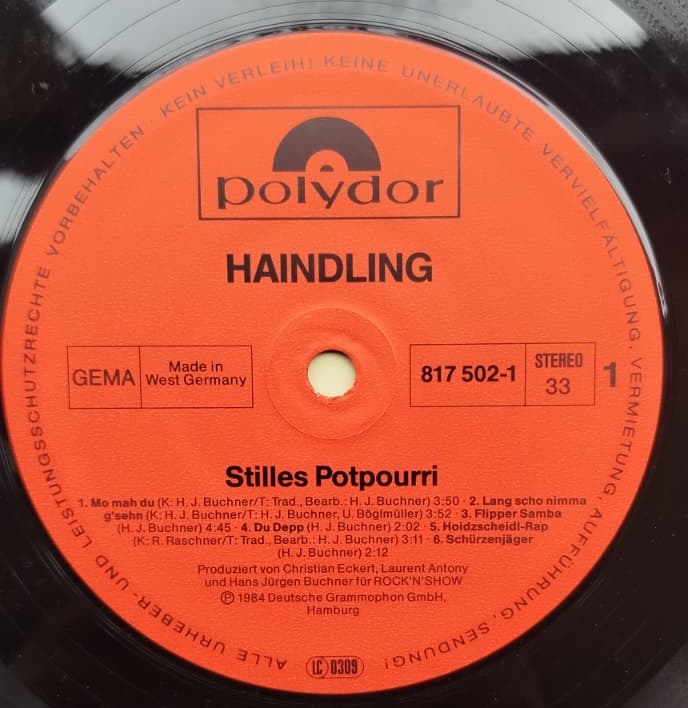 ALLE URHEBER- UND LEISTUNGSSCHUTZRECHTE VORBEHALTEN · KEIN VERLEIH! KEINE UNERLAUBTE VERVIELFÄLTIGUNG, VERMIETUNG, AUFFÜHRUNG, SENDUNG!
polydor
HAINDLING
GEMA
Made in
West Germany
817 502-1
STEREO
33
1
Stilles Potpourri
1. Mo mah du (K: H. J. Buchner/T: Trad., Bearb.: H. J. Buchner) 3:50 · 2. Lang scho nimma
g'sehn (K: H. J. Buchner/T: H. J. Buchner, U. Böglmüller) 3:52 · 3. Flipper Samba
(H. J. Buchner) 4:45 · 4. Du Depp (H. J. Buchner) 2:02 · 5. Hoidzscheidl-Rap
(K: R. Raschner/T: Trad., Bearb.: H. J. Buchner) 3:11 · 6. Schürzenjäger
(H. J. Buchner) 2:12
Produziert von Christian Eckert, Laurent Antony
und Hans Jürgen Buchner für ROCK'N'SHOW
Ⓟ 1984 Deutsche Grammophon GmbH,
Hamburg
LC 0309